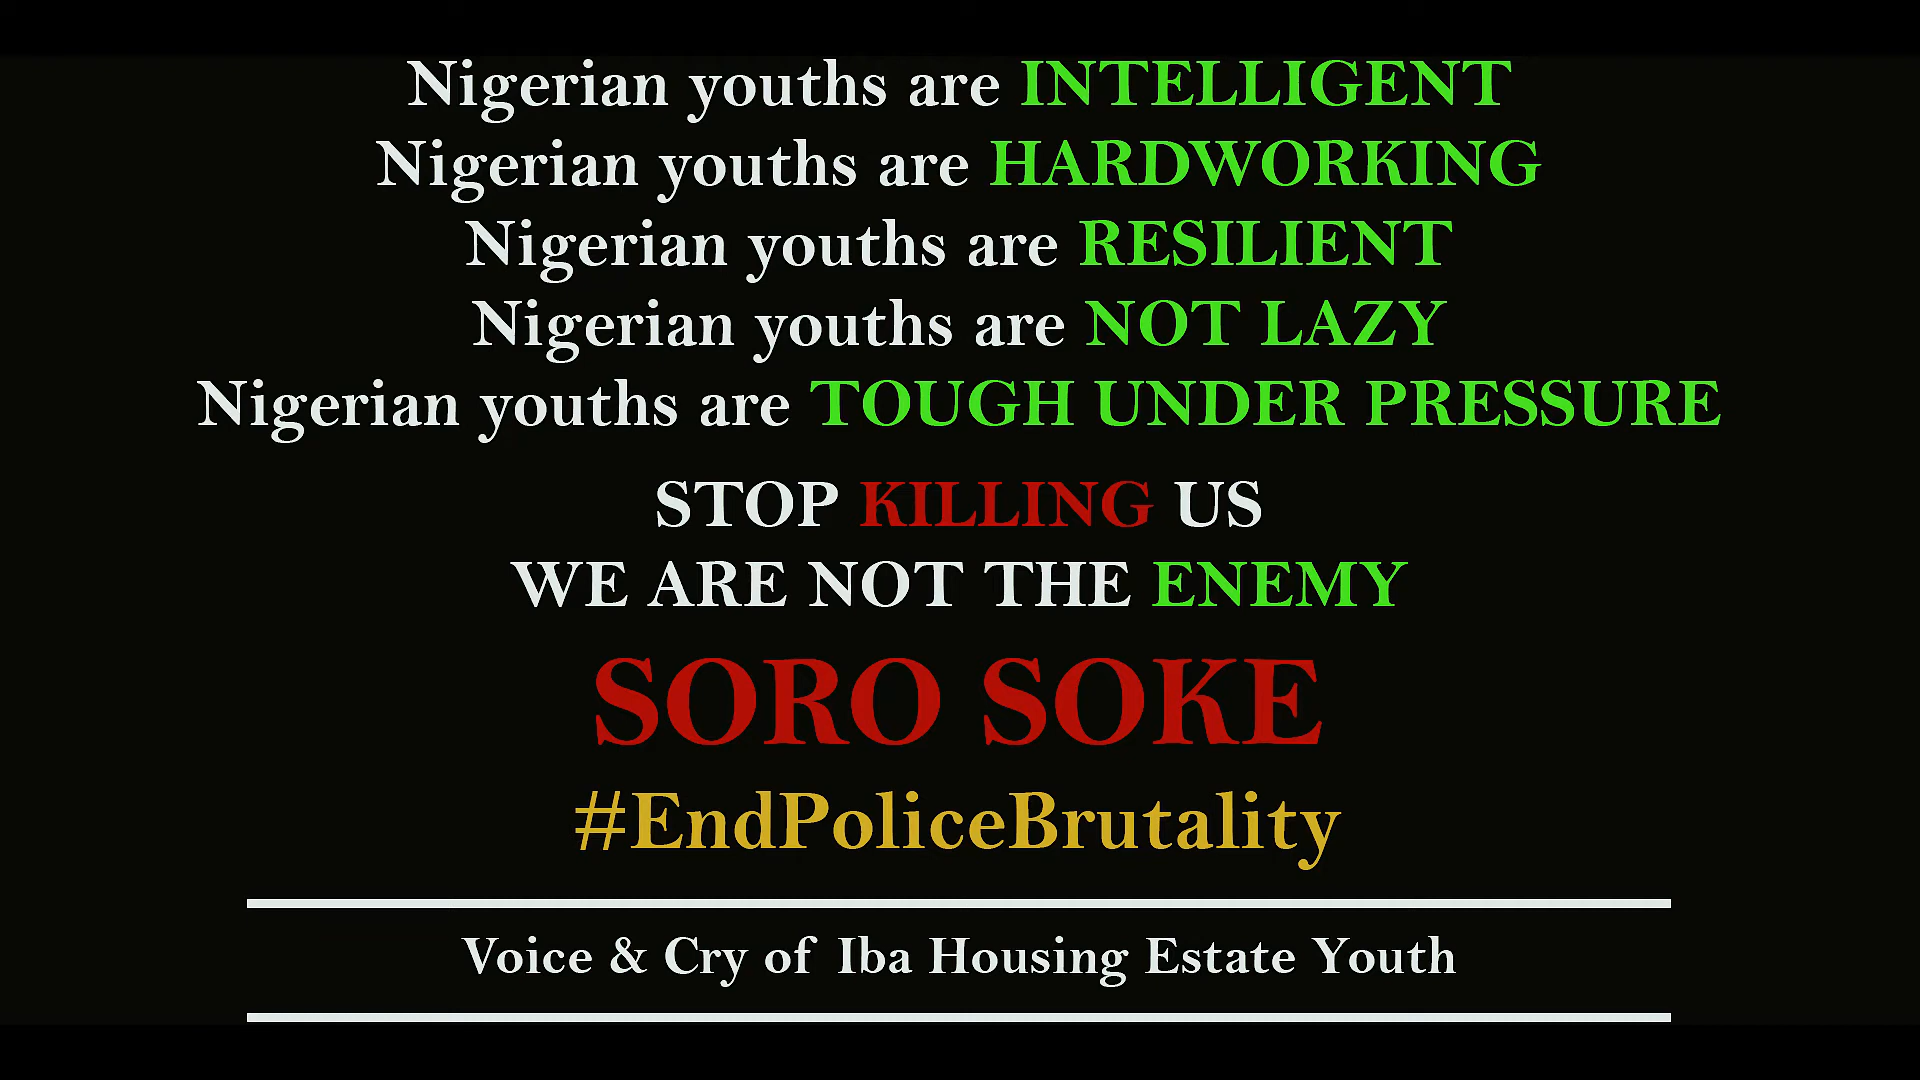 Nigerian youths are INTELLIGENT
Nigerian youths are HARDWORKING
Nigerian youths are RESILIENT
Nigerian youths are NOT LAZY
Nigerian youths are TOUGH UNDER PRESSURE
STOP KILLING US
WE ARE NOT THE ENEMY
SORO SOKE
#EndPoliceBrutality
Voice & Cry of Iba Housing Estate Youth